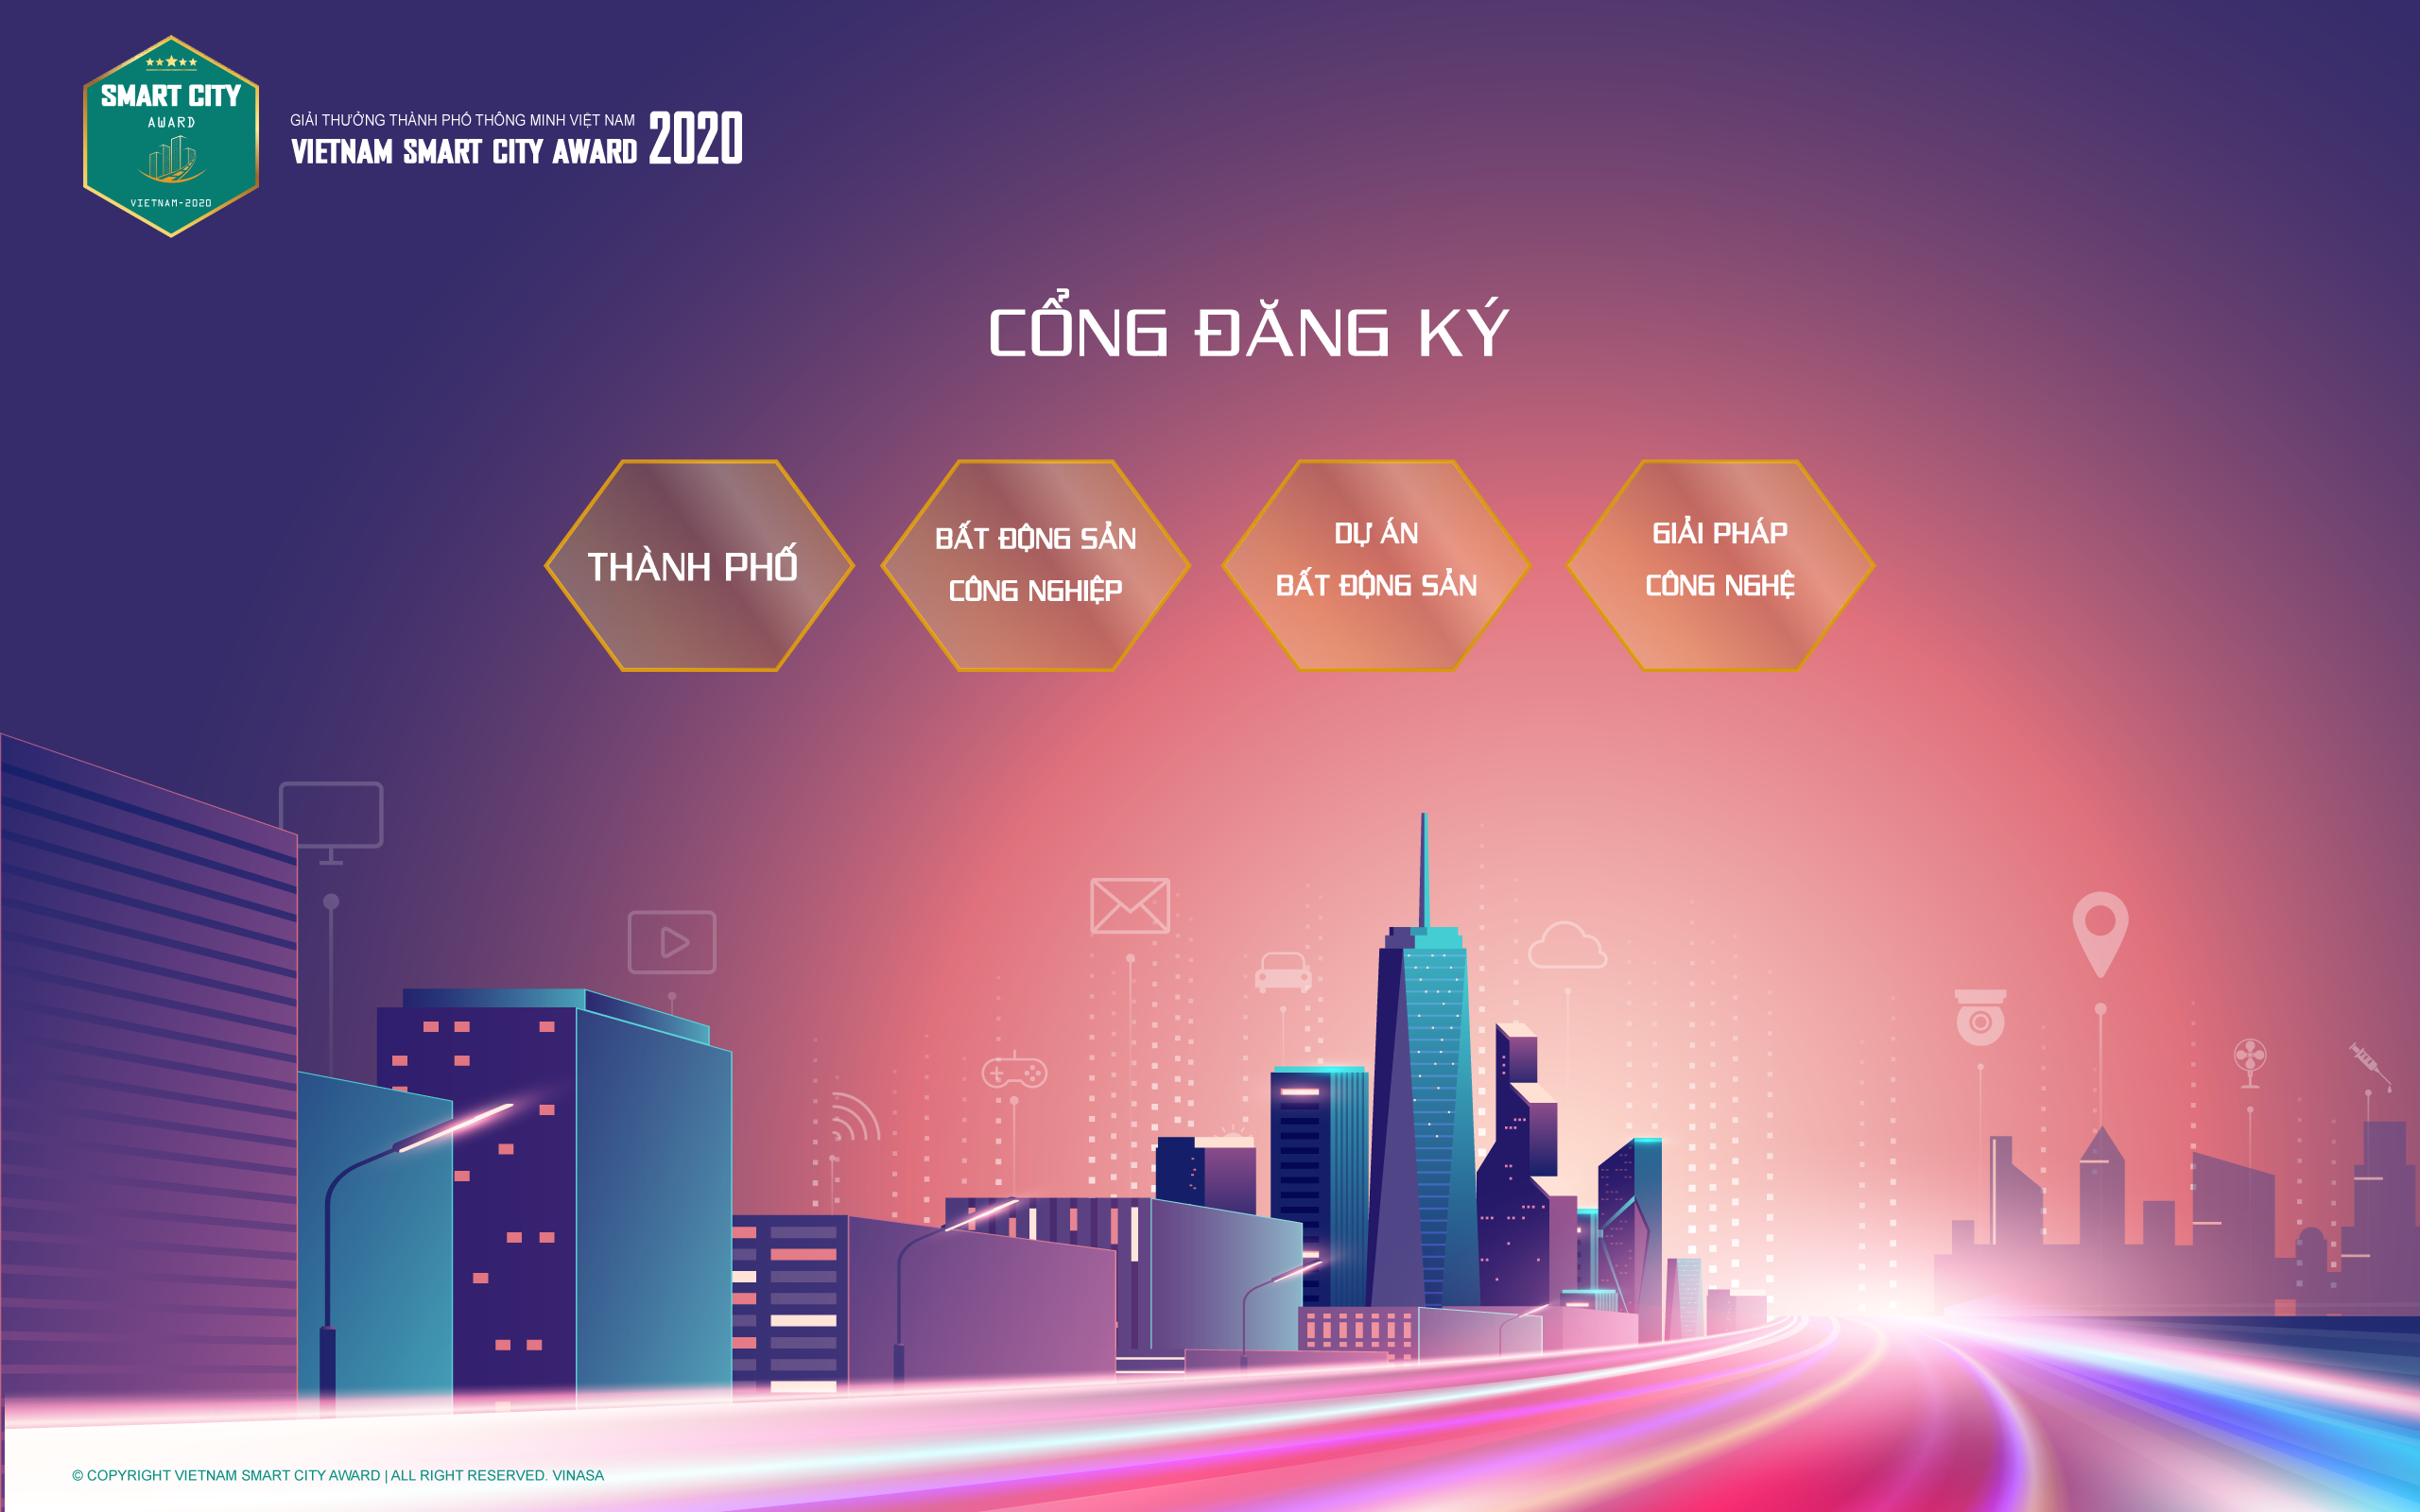 SMART CITY
AWARD
VIETNAM-2020
GIẢI THƯỞNG THÀNH PHỐ THÔNG MINH VIỆT NAM
VIETNAM SMART CITY AWARD 2020
CỔNG ĐĂNG KÝ
THÀNH PHỐ
BẤT ĐỘNG SẢN
CÔNG NGHIỆP
DỰ ÁN
BẤT ĐỘNG SẢN
GIẢI PHÁP
CÔNG NGHỆ
© COPYRIGHT VIETNAM SMART CITY AWARD | ALL RIGHT RESERVED. VINASA